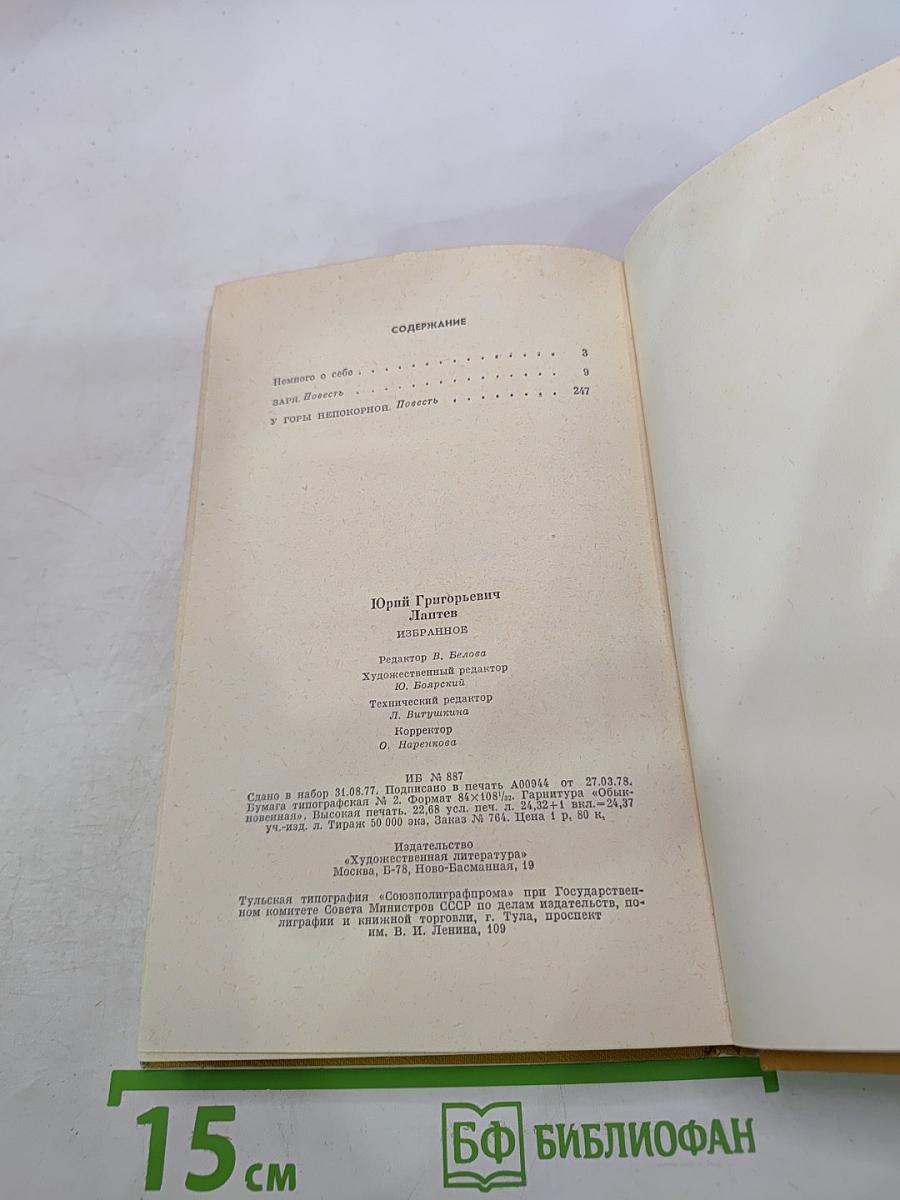 СОДЕРЖАНИЕ
Немного о себе . . . . . . . . . . . . . . . 3
ЗАРЯ. Повесть . . . . . . . . . . . . . . . 9
У ГОРЫ НЕПОКОРНОЙ. Повесть . . . . . . . . 247
Юрий Григорьевич
Лаптев
ИЗБРАННОЕ
Редактор В. Белова
Художественный редактор
Ю. Боярский
Технический редактор
Л. Витушкина
Корректор
О. Наренкова
ИБ № 887
Сдано в набор 31.08.77. Подписано в печать А00944 от 27.03.78.
Бумага типографская № 2. Формат 84×108¹/₃₂. Гарнитура «Обык-
новенная». Высокая печать. 22,68 усл. печ. л. 24,32+1 вкл.=24,37
уч.-изд. л. Тираж 50 000 экз. Заказ № 764. Цена 1 р. 80 к.
Издательство
«Художественная литература»
Москва, Б-78, Ново-Басманная, 19
Тульская типография «Союзполиграфпрома» при Государствен-
ном комитете Совета Министров СССР по делам издательств, по-
лиграфии и книжной торговли, г. Тула, проспект
им. В. И. Ленина, 109
15 см
БФ БИБЛИОФАН